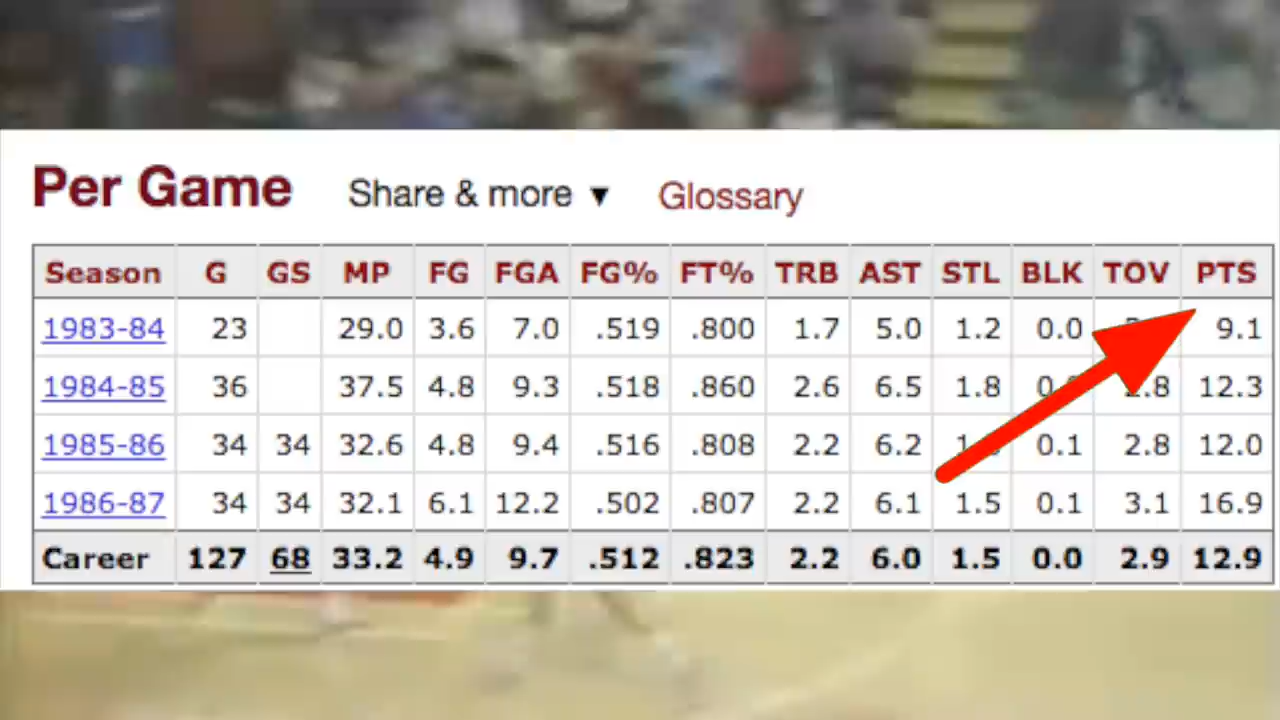 Per Game Share & more ▼ Glossary
Season G GS MP FG FGA FG% FT% TRB AST STL BLK TOV PTS
1983-84 23 29.0 3.6 7.0 .519 .800 1.7 5.0 1.2 0.0 9.1
1984-85 36 37.5 4.8 9.3 .518 .860 2.6 6.5 1.8 12.3
1985-86 34 34 32.6 4.8 9.4 .516 .808 2.2 6.2 0.1 2.8 12.0
1986-87 34 34 32.1 6.1 12.2 .502 .807 2.2 6.1 1.5 0.1 3.1 16.9
Career 127 68 33.2 4.9 9.7 .512 .823 2.2 6.0 1.5 0.0 2.9 12.9